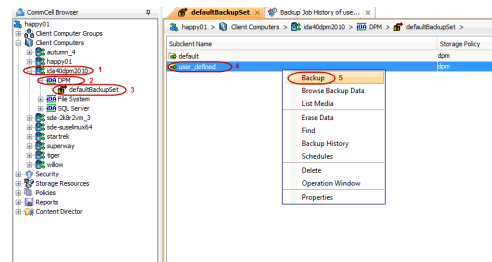 CommCell Browser
happy01
Client Computer Groups
Client Computers
autumn_4
happy01
ida40dpm2010 1
DPM 2
defaultBackupSet 3
File System
SQL Server
sde-2k8r2vm_3
sde-suselinux64
startrek
superway
tiger
willow
Security
Storage Resources
Policies
Reports
Content Director
defaultBackupSet × Backup Job History of use... ×
happy01 > Client Computers > ida40dpm2010 > DPM > defaultBackupSet >
Subclient Name Storage Policy
default dpm
user_defined 4 dpm
Backup 5
Browse Backup Data
List Media
Erase Data
Find
Backup History
Schedules
Delete
Operation Window
Properties